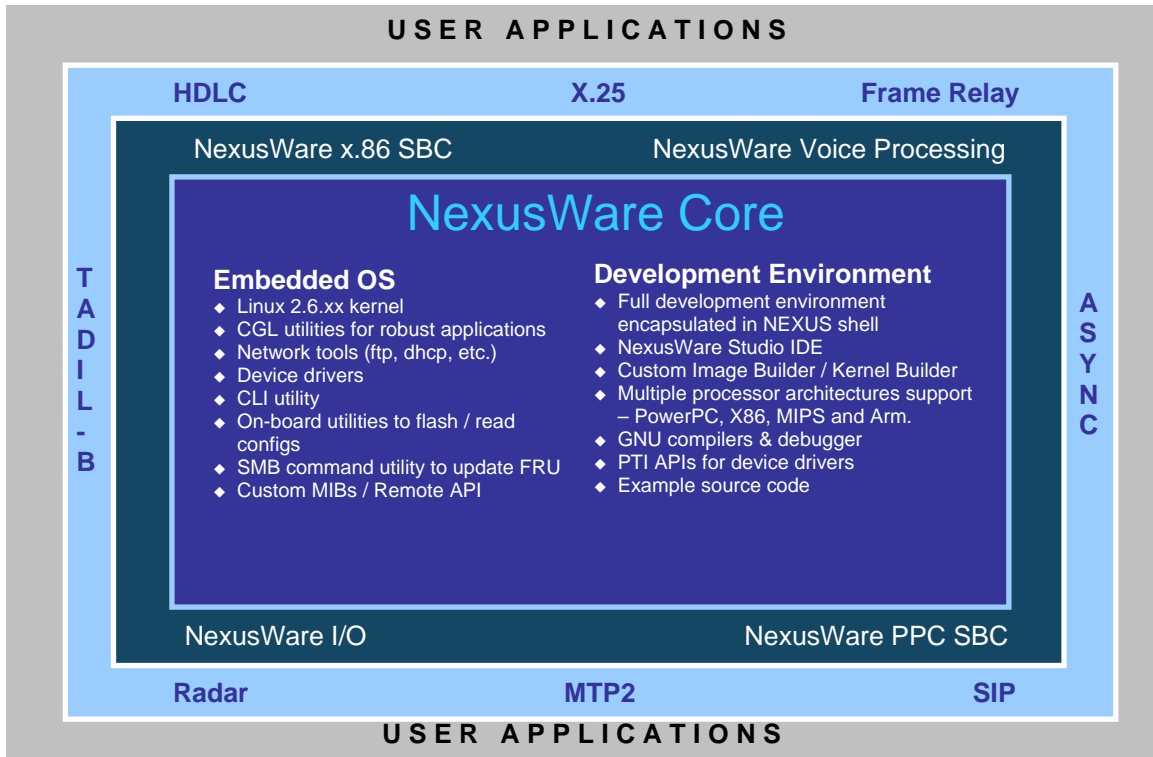 USER APPLICATIONS
HDLC X.25 Frame Relay
NexusWare x.86 SBC NexusWare Voice Processing
NexusWare Core
TADIL-B
Embedded OS
◆ Linux 2.6.xx kernel
◆ CGL utilities for robust applications
◆ Network tools (ftp, dhcp, etc.)
◆ Device drivers
◆ CLI utility
◆ On-board utilities to flash / read
configs
◆ SMB command utility to update FRU
◆ Custom MIBs / Remote API
Development Environment
◆ Full development environment
encapsulated in NEXUS shell
◆ NexusWare Studio IDE
◆ Custom Image Builder / Kernel Builder
◆ Multiple processor architectures support
– PowerPC, X86, MIPS and Arm.
◆ GNU compilers & debugger
◆ PTI APIs for device drivers
◆ Example source code
ASYNC
NexusWare I/O NexusWare PPC SBC
Radar MTP2 SIP
USER APPLICATIONS